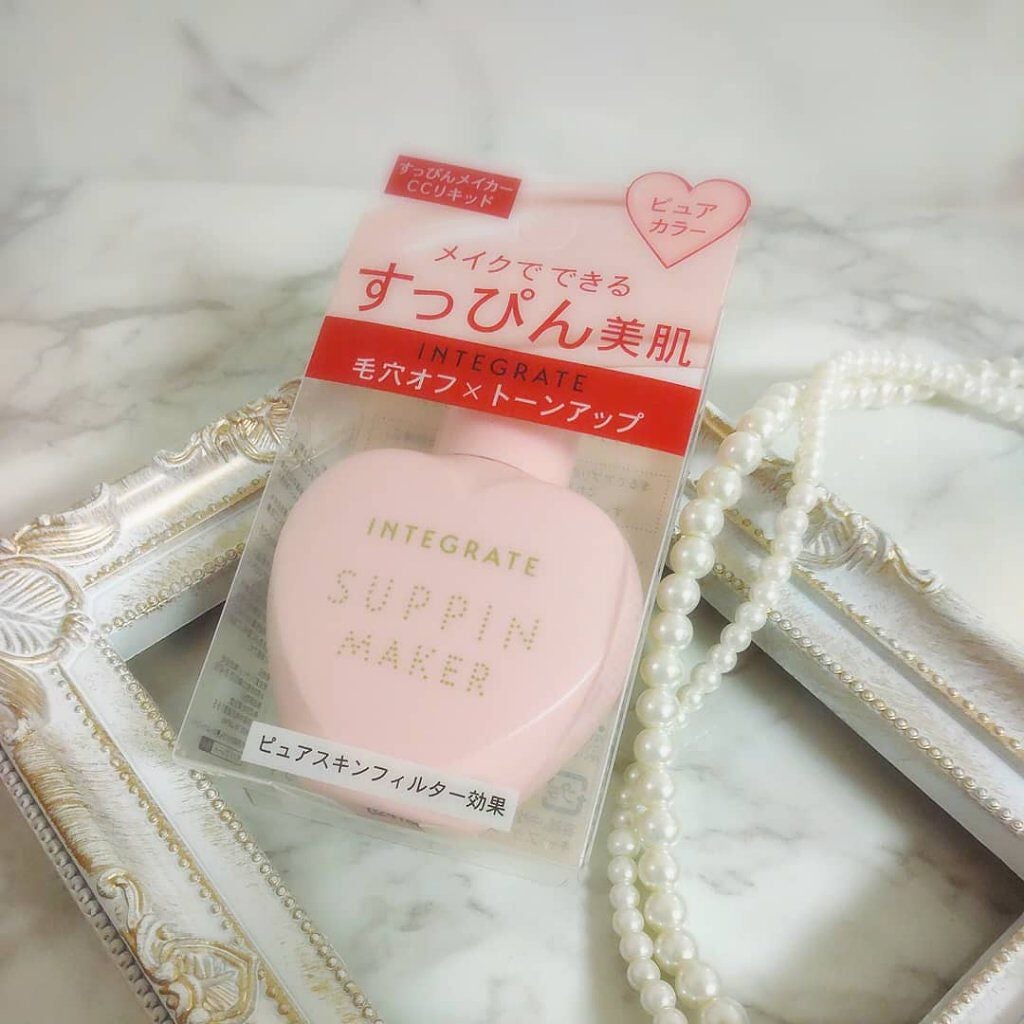 すっぴんメイカー
CCリキッド
ピュア
カラー
メイクで できる
すっぴん美肌
INTEGRATE
毛穴オフ×トーンアップ
INTEGRATE
SUPPIN
MAKER
ピュアスキンフィルター効果